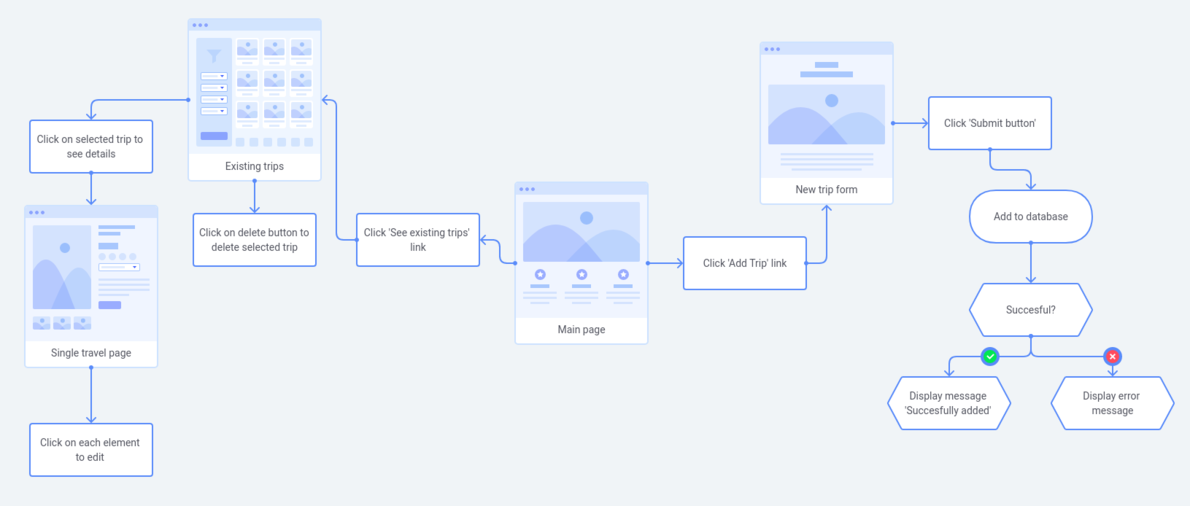 Click on selected trip to
see details
Existing trips
Click on delete button to
delete selected trip
Single travel page
Click on each element
to edit
Click 'See existing trips'
link
Main page
Click 'Add Trip' link
New trip form
Click 'Submit button'
Add to database
Succesful?
Display message
'Succesfully added'
Display error
message